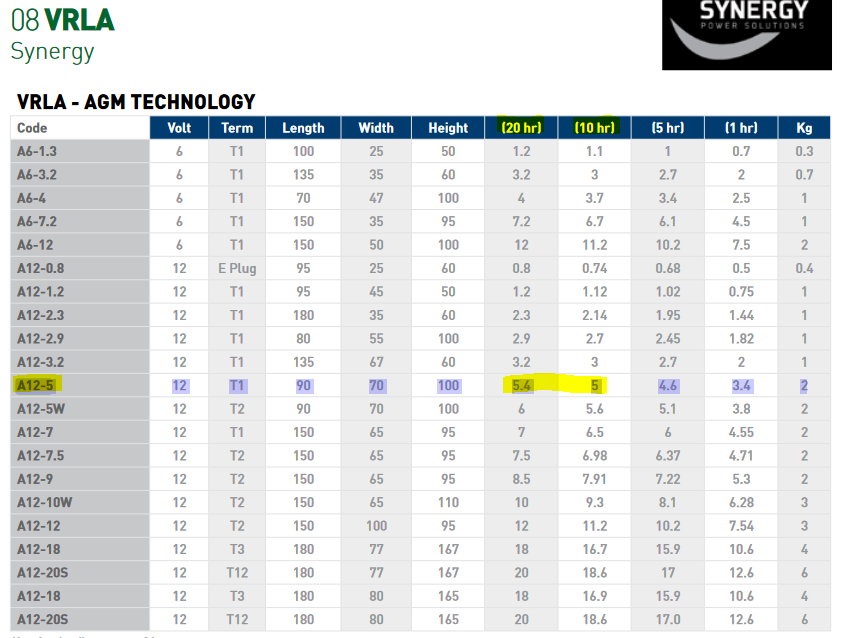 08 VRLA
Synergy
SYNERGY
POWER SOLUTIONS
VRLA - AGM TECHNOLOGY
Code Volt Term Length Width Height (20 hr) (10 hr) (5 hr) (1 hr) Kg
A6-1.3 6 T1 100 25 50 1.2 1.1 1 0.7 0.3
A6-3.2 6 T1 135 35 60 3.2 3 2.7 2 0.7
A6-4 6 T1 70 47 100 4 3.7 3.4 2.5 1
A6-7.2 6 T1 150 35 95 7.2 6.7 6.1 4.5 1
A6-12 6 T1 150 50 100 12 11.2 10.2 7.5 2
A12-0.8 12 E Plug 95 25 60 0.8 0.74 0.68 0.5 0.4
A12-1.2 12 T1 95 45 50 1.2 1.12 1.02 0.75 1
A12-2.3 12 T1 180 35 60 2.3 2.14 1.95 1.44 1
A12-2.9 12 T1 80 55 100 2.9 2.7 2.45 1.82 1
A12-3.2 12 T1 135 67 60 3.2 3 2.7 2 1
A12-5 12 T1 90 70 100 5.4 5 4.6 3.4 2
A12-5W 12 T2 90 70 100 6 5.6 5.1 3.8 2
A12-7 12 T1 150 65 95 7 6.5 6 4.55 2
A12-7.5 12 T2 150 65 95 7.5 6.98 6.37 4.71 2
A12-9 12 T2 150 65 95 8.5 7.91 7.22 5.3 2
A12-10W 12 T2 150 65 110 10 9.3 8.1 6.28 3
A12-12 12 T2 150 100 95 12 11.2 10.2 7.54 3
A12-18 12 T3 180 77 167 18 16.7 15.9 10.6 4
A12-20S 12 T12 180 77 167 20 18.6 17 12.6 6
A12-18 12 T3 180 80 165 18 16.9 15.9 10.6 4
A12-20S 12 T12 180 80 165 20 18.6 17.0 12.6 6